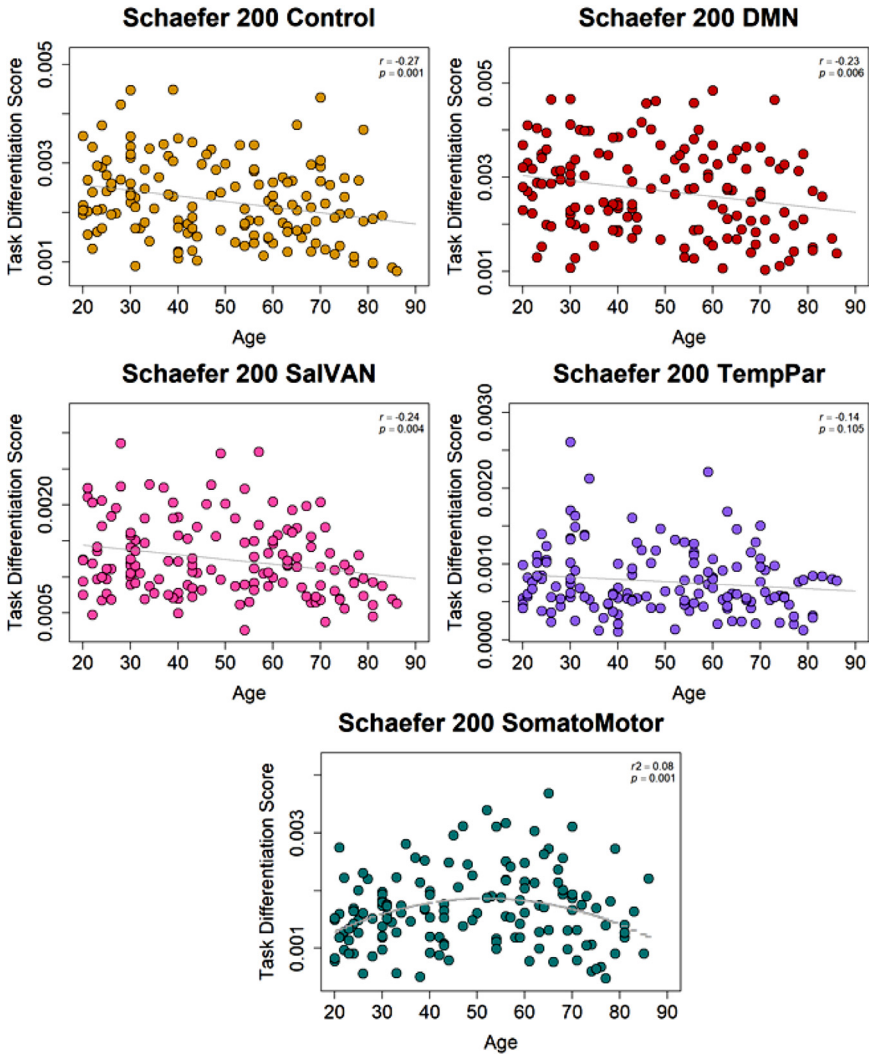 Schaefer 200 Control
Task Differentiation Score
0.005
0.003
0.001
r = -0.27
p = 0.001
20 30 40 50 60 70 80 90
Age
Schaefer 200 DMN
Task Differentiation Score
0.005
0.003
0.001
r = -0.23
p = 0.006
20 30 40 50 60 70 80 90
Age
Schaefer 200 SalVAN
Task Differentiation Score
0.0020
0.0005
r = -0.24
p = 0.004
20 30 40 50 60 70 80 90
Age
Schaefer 200 TempPar
Task Differentiation Score
0.0030
0.0020
0.0010
0.0000
r = -0.14
p = 0.105
20 30 40 50 60 70 80 90
Age
Schaefer 200 SomatoMotor
Task Differentiation Score
0.003
0.001
r2 = 0.08
p = 0.001
20 30 40 50 60 70 80 90
Age